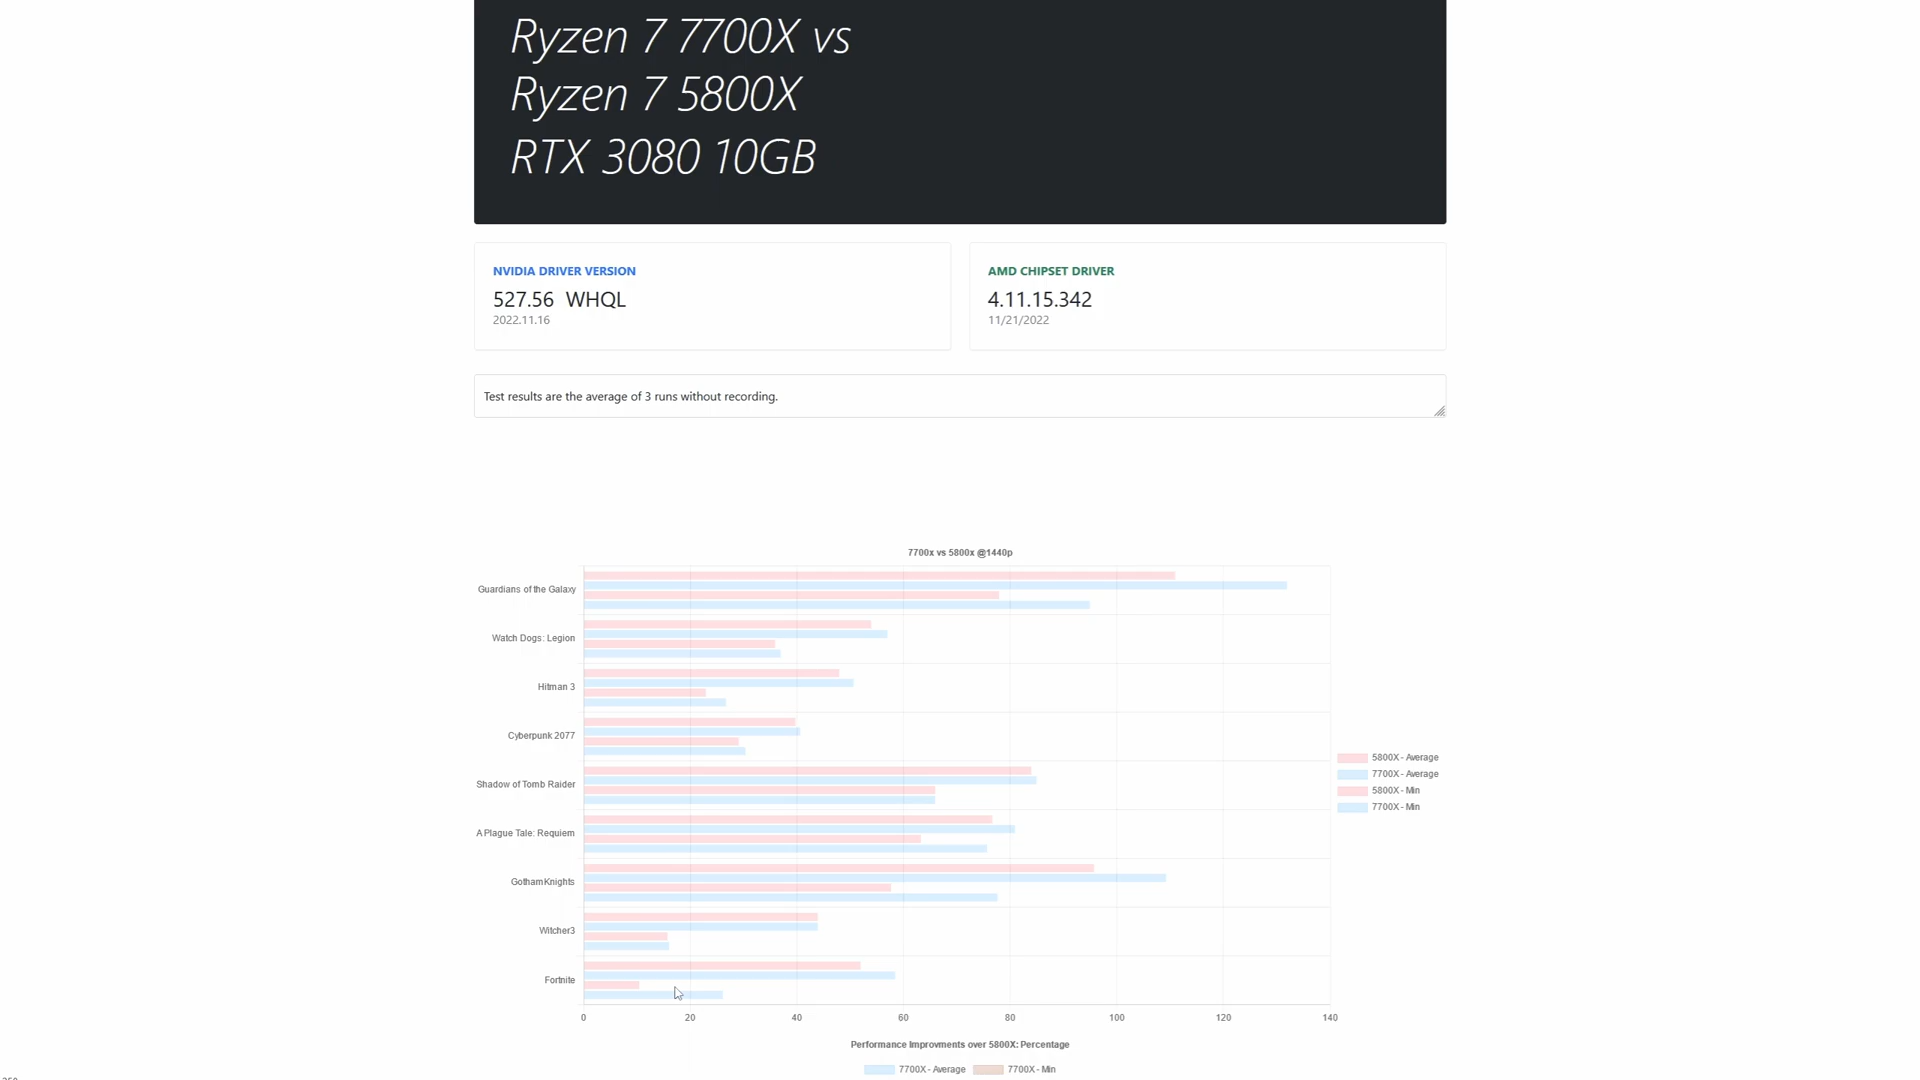 Ryzen 7 7700X vs
Ryzen 7 5800X
RTX 3080 10GB
NVIDIA DRIVER VERSION
527.56 WHQL
2022.11.16
AMD CHIPSET DRIVER
4.11.15.342
11/21/2022
Test results are the average of 3 runs without recording.
7700x vs 5800x @1440p
Guardians of the Galaxy
Watch Dogs: Legion
Hitman 3
Cyberpunk 2077
Shadow of Tomb Raider
A Plague Tale: Requiem
GothamKnights
Witcher3
Fortnite
5800X - Average
7700X - Average
5800X - Min
7700X - Min
0 20 40 60 80 100 120 140
Performance Improvments over 5800X: Percentage
7700X - Average 7700X - Min